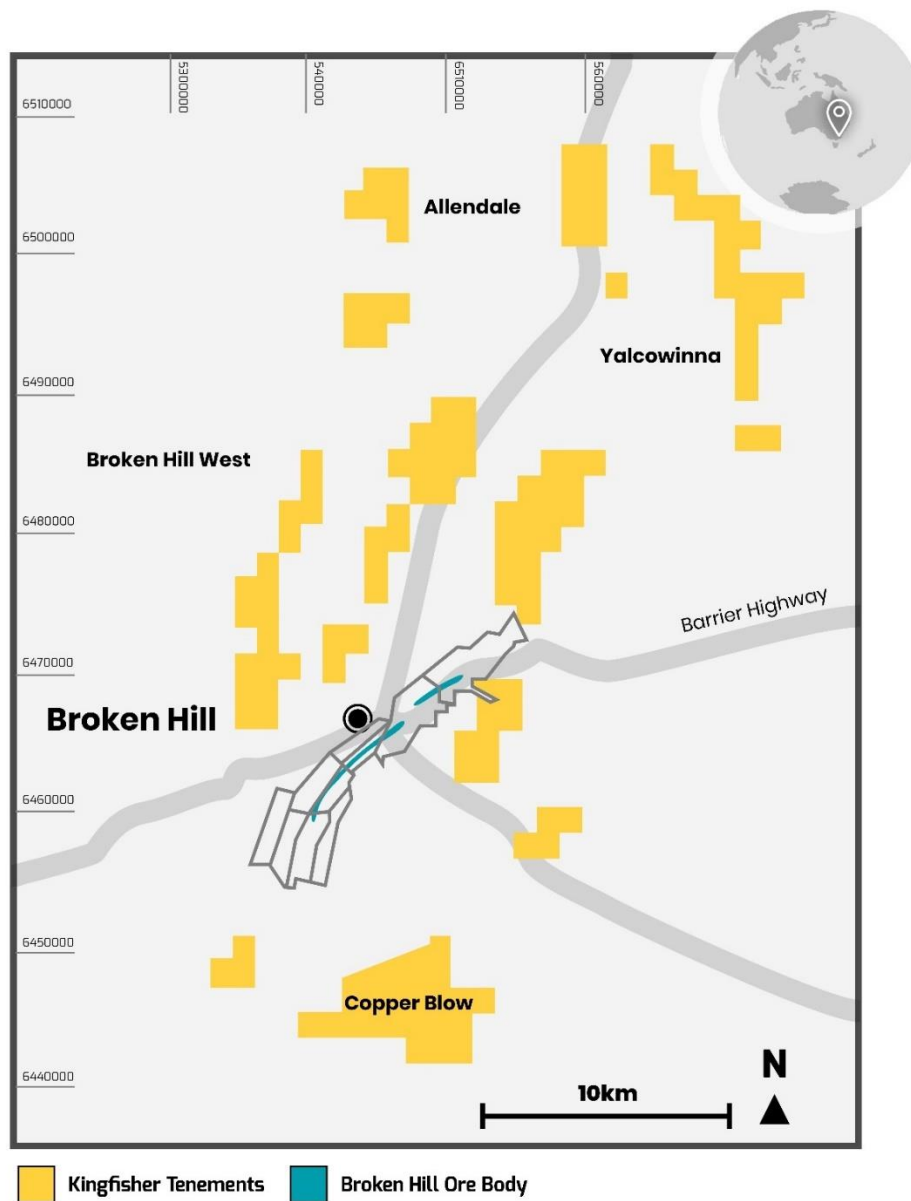 5300000
540000
6510000
560000
6510000
Allendale
6500000
Yalcowinna
6490000
Broken Hill West
6480000
Barrier Highway
6470000
Broken Hill
6460000
6450000
Copper Blow
6440000
N
10km
Kingfisher Tenements
Broken Hill Ore Body